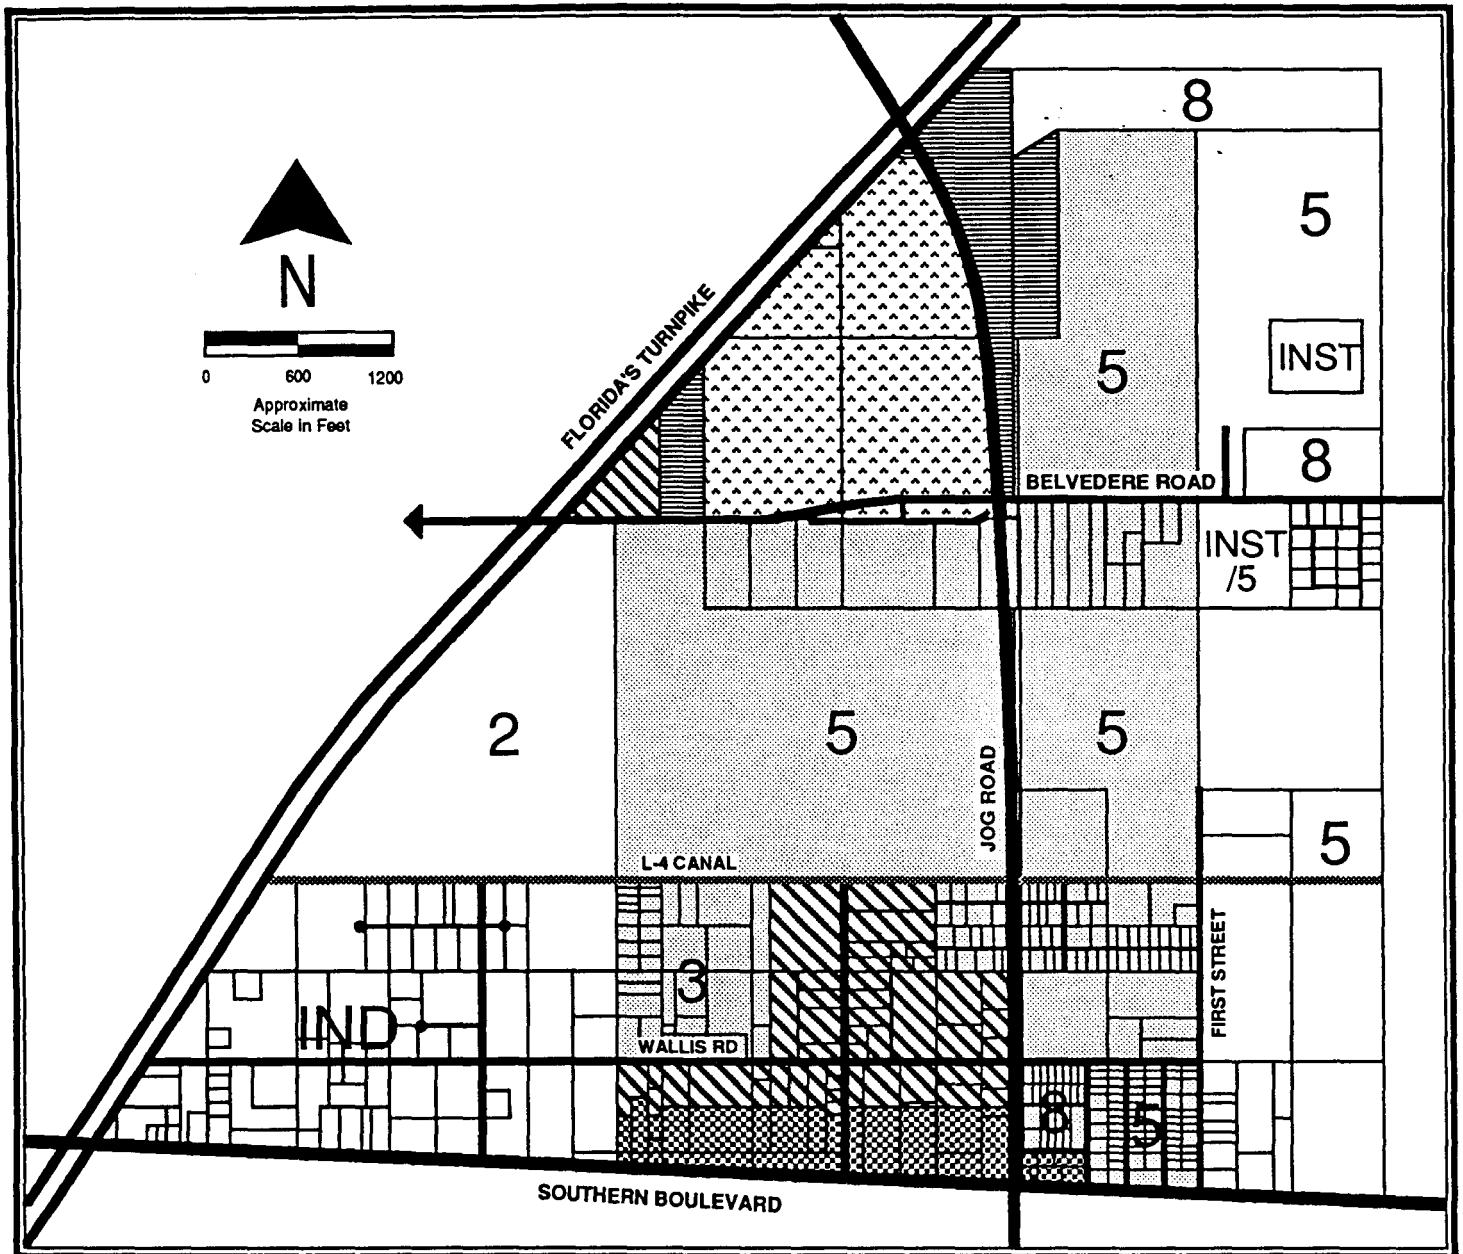 8
5
N
FLORIDA'S TURNPIKE
INST
0 600 1200
5
Approximate
Scale in Feet
8
BELVEDERE ROAD
INST
/5
2
5
5
JOG ROAD
5
L-4 CANAL
FIRST STREET
3
IND
WALLIS RD
8
5
SOUTHERN BOULEVARD